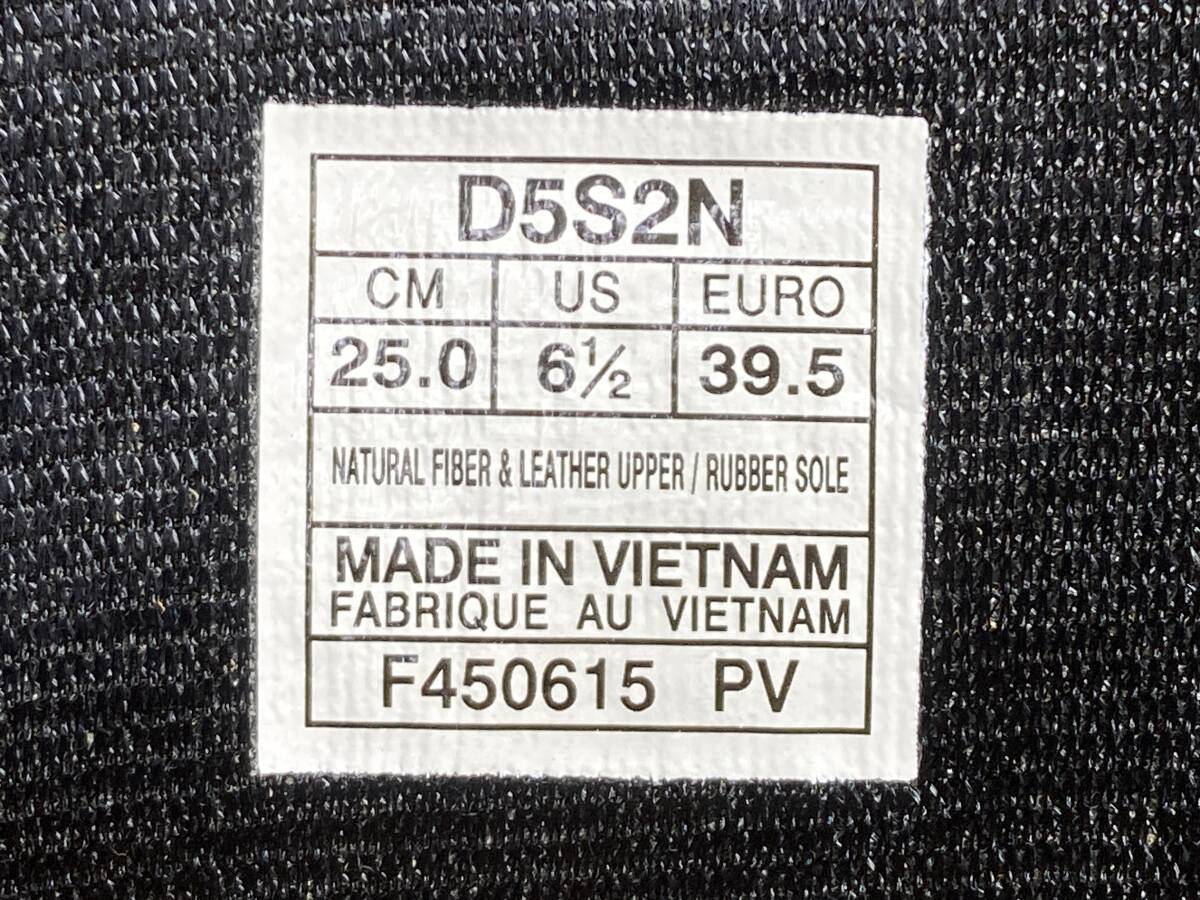 D5S2N
CM US EURO
25.0 6½ 39.5
NATURAL FIBER & LEATHER UPPER / RUBBER SOLE
MADE IN VIETNAM
FABRIQUE AU VIETNAM
F450615 PV